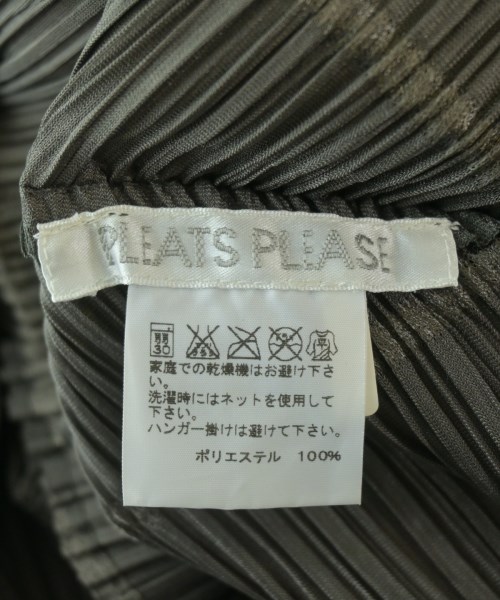 PLEATS PLEASE
30
家庭での乾燥機はお避け下さ
い。
洗濯時にはネットを使用して
下さい。
ハンガー掛けは避けて下さい。
ポリエステル 100%